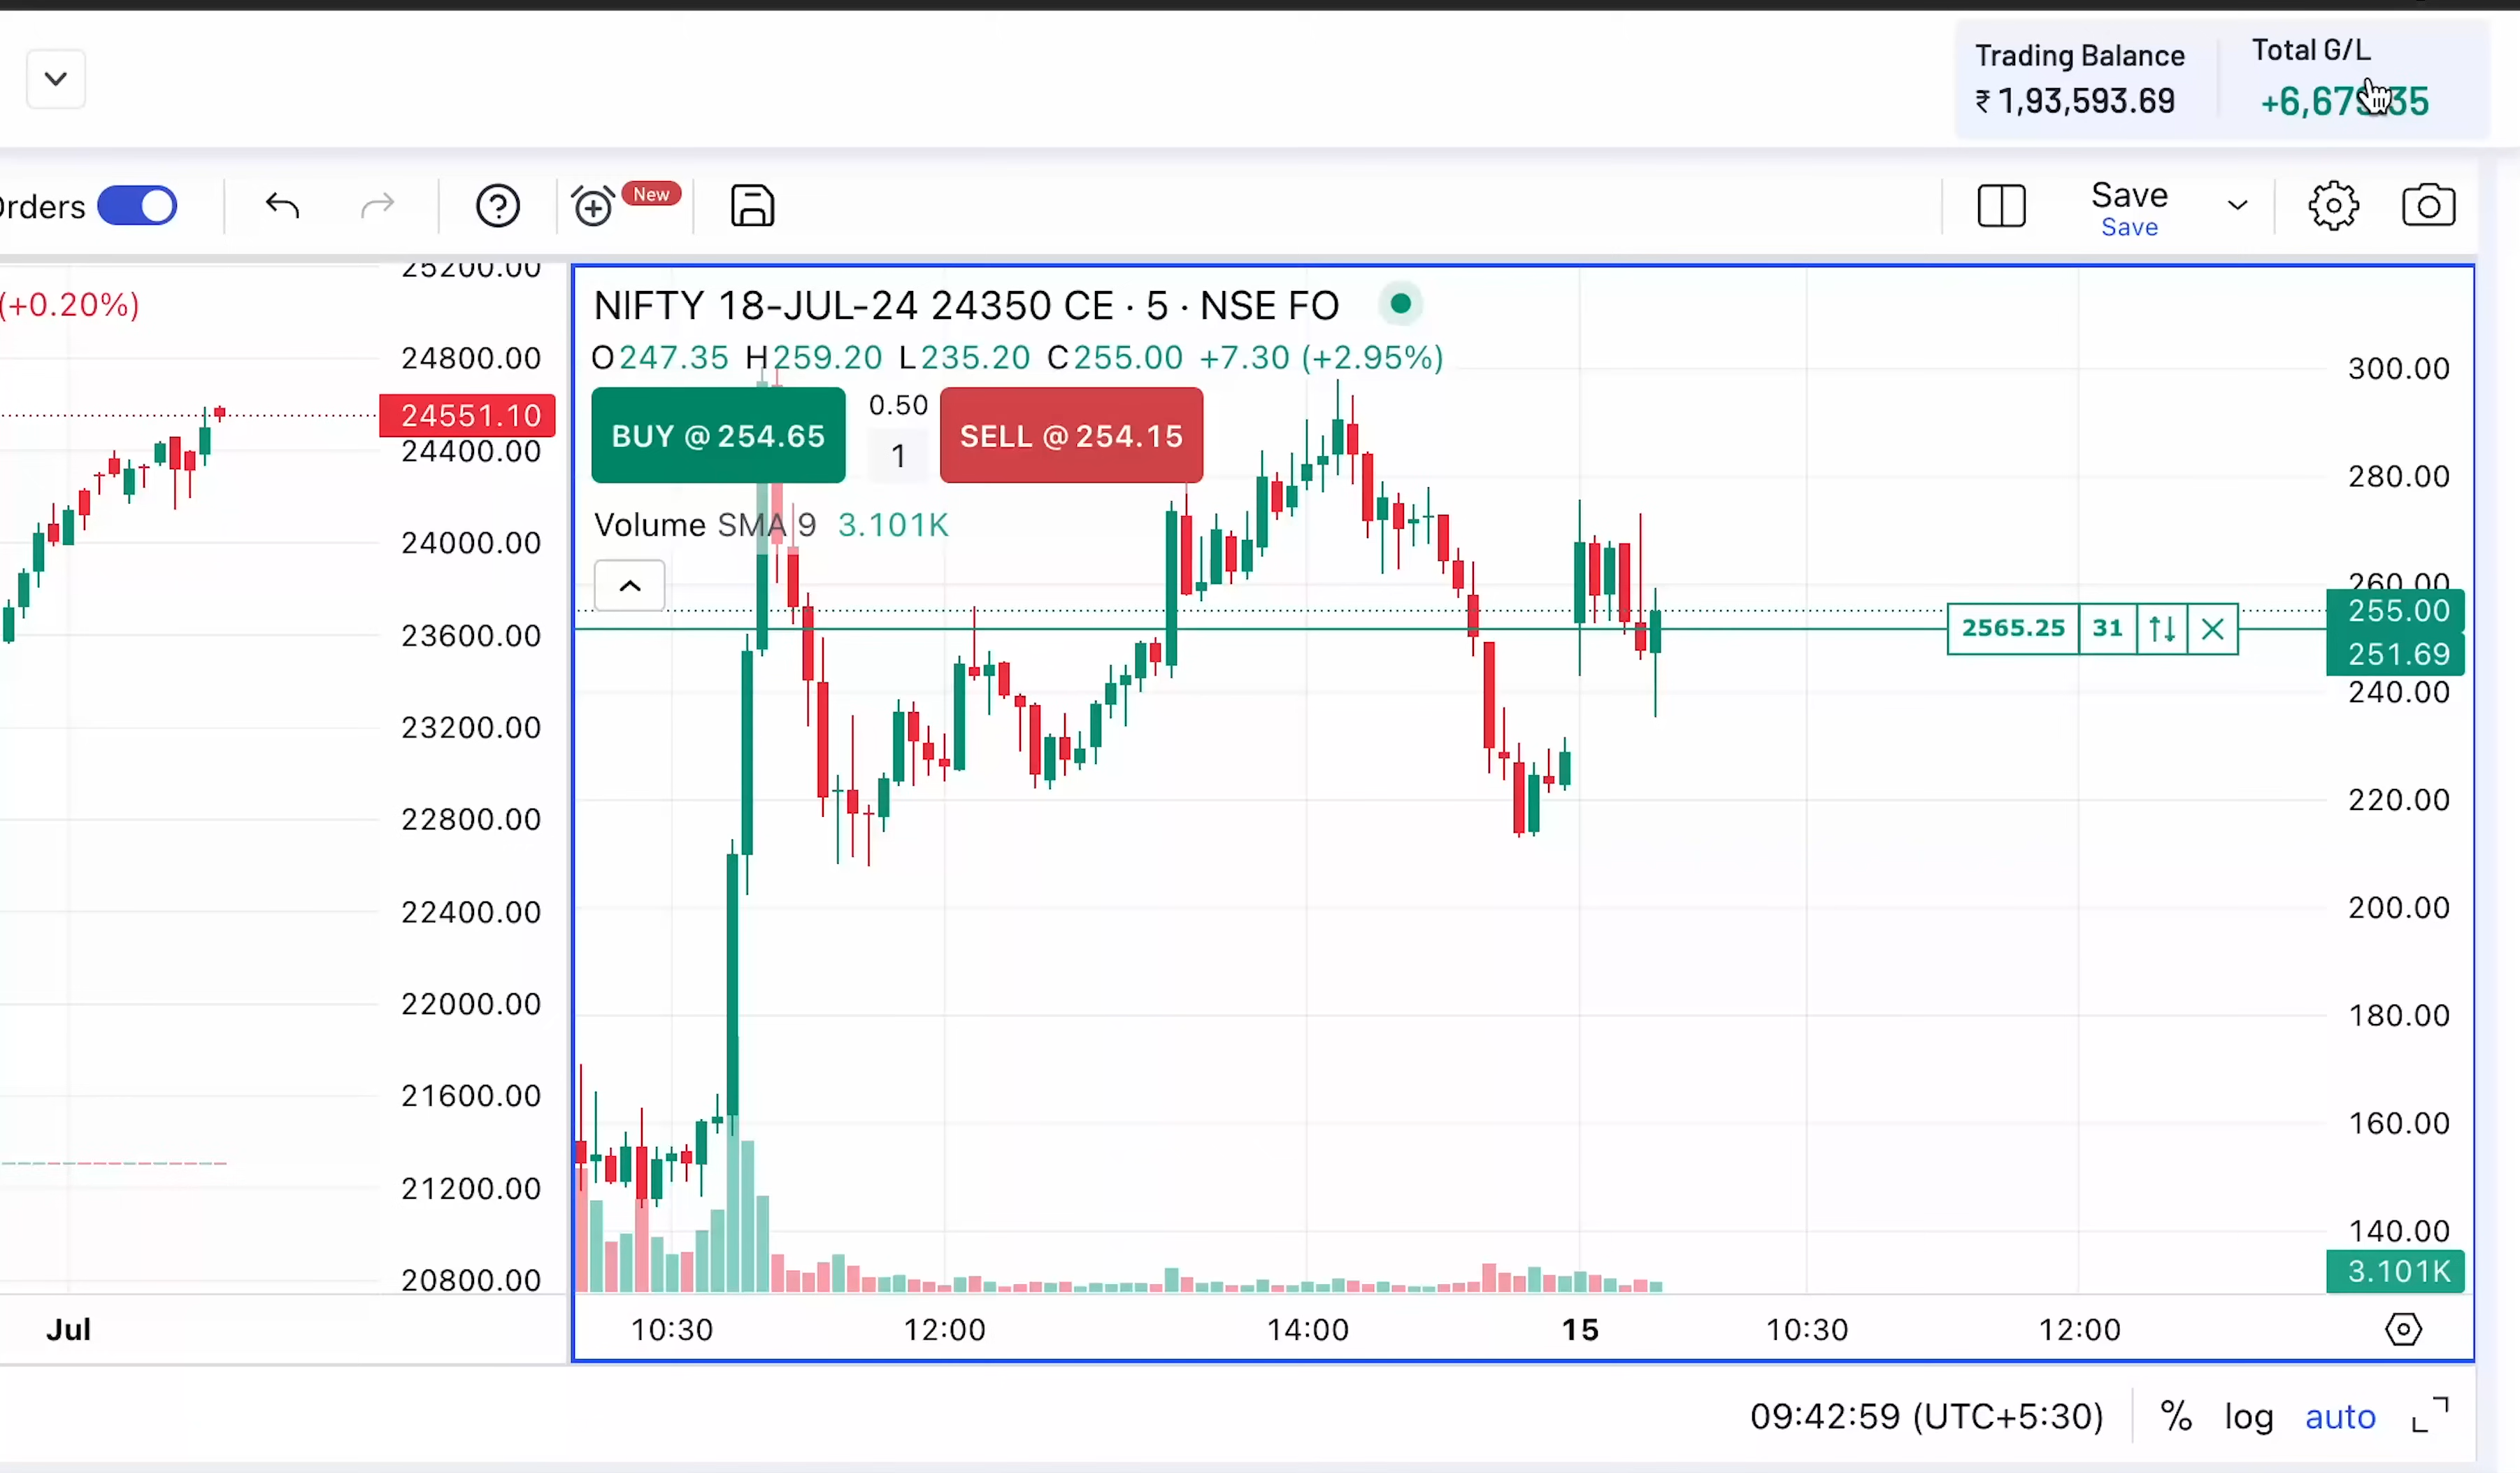 Trading Balance
₹ 1,93,593.69
Total G/L
Orders
New
Save
Save
(+0.20%)
25200.00
24800.00
24551.10
24400.00
24000.00
23600.00
23200.00
22800.00
22400.00
22000.00
21600.00
21200.00
20800.00
Jul
NIFTY 18-JUL-24 24350 CE · 5 · NSE FO
O247.35 H259.20 L235.20 C255.00 +7.30 (+2.95%)
BUY @ 254.65
0.50
1
SELL @ 254.15
Volume SMA 9 3.101K
2565.25 31
300.00
280.00
260.00
255.00
251.69
240.00
220.00
200.00
180.00
160.00
140.00
3.101K
10:30 12:00 14:00 15 10:30 12:00
09:42:59 (UTC+5:30) % log auto